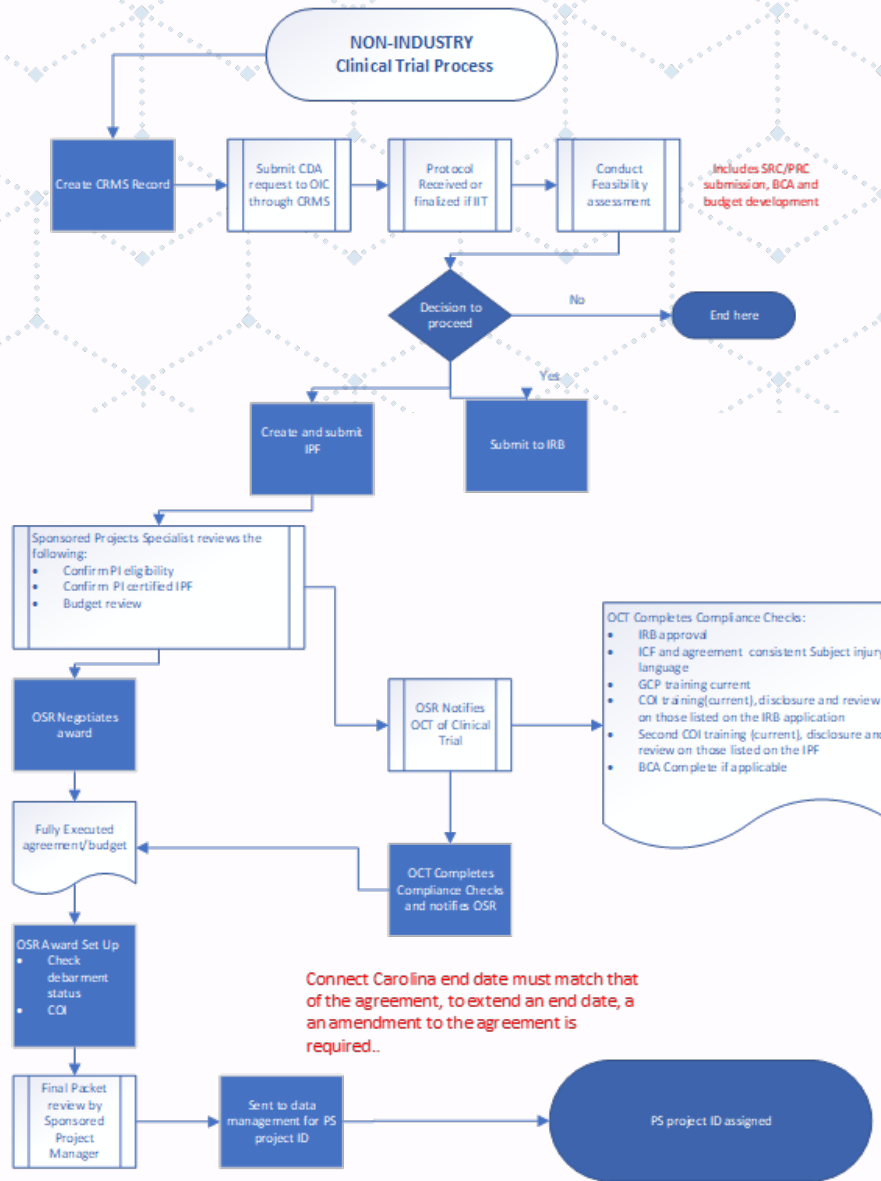 NON-INDUSTRY
Clinical Trial Process
Create CRMS Record
Submit CDA
request to OIC
through CRMS
Protocol
Received or
finalized if IIT
Conduct
Feasibility
assessment
Includes SRC/PRC
submission, BCA and
budget development
Decision to
proceed
No
End here
Yes
Create and submit
IPF
Submit to IRB
Sponsored Projects Specialist reviews the
following:
• Confirm PI eligibility
• Confirm PI certified IPF
• Budget review
OCT Completes Compliance Checks:
• IRB approval
• ICF and agreement consistent Subject injury
language
• GCP training current
• COI training(current), disclosure and review
on those listed on the IRB application
• Second COI training (current), disclosure and
review on those listed on the IPF
• BCA Complete if applicable
OSR Negotiates
award
OSR Notifies
OCT of Clinical
Trial
Fully Executed
agreement/budget
OCT Completes
Compliance Checks
and notifies OSR
OSR Award Set Up
• Check
debarment
status
• COI
Connect Carolina end date must match that
of the agreement, to extend an end date, a
an amendment to the agreement is
required..
Final Packet
review by
Sponsored
Project
Manager
Sent to data
management for PS
project ID
PS project ID assigned